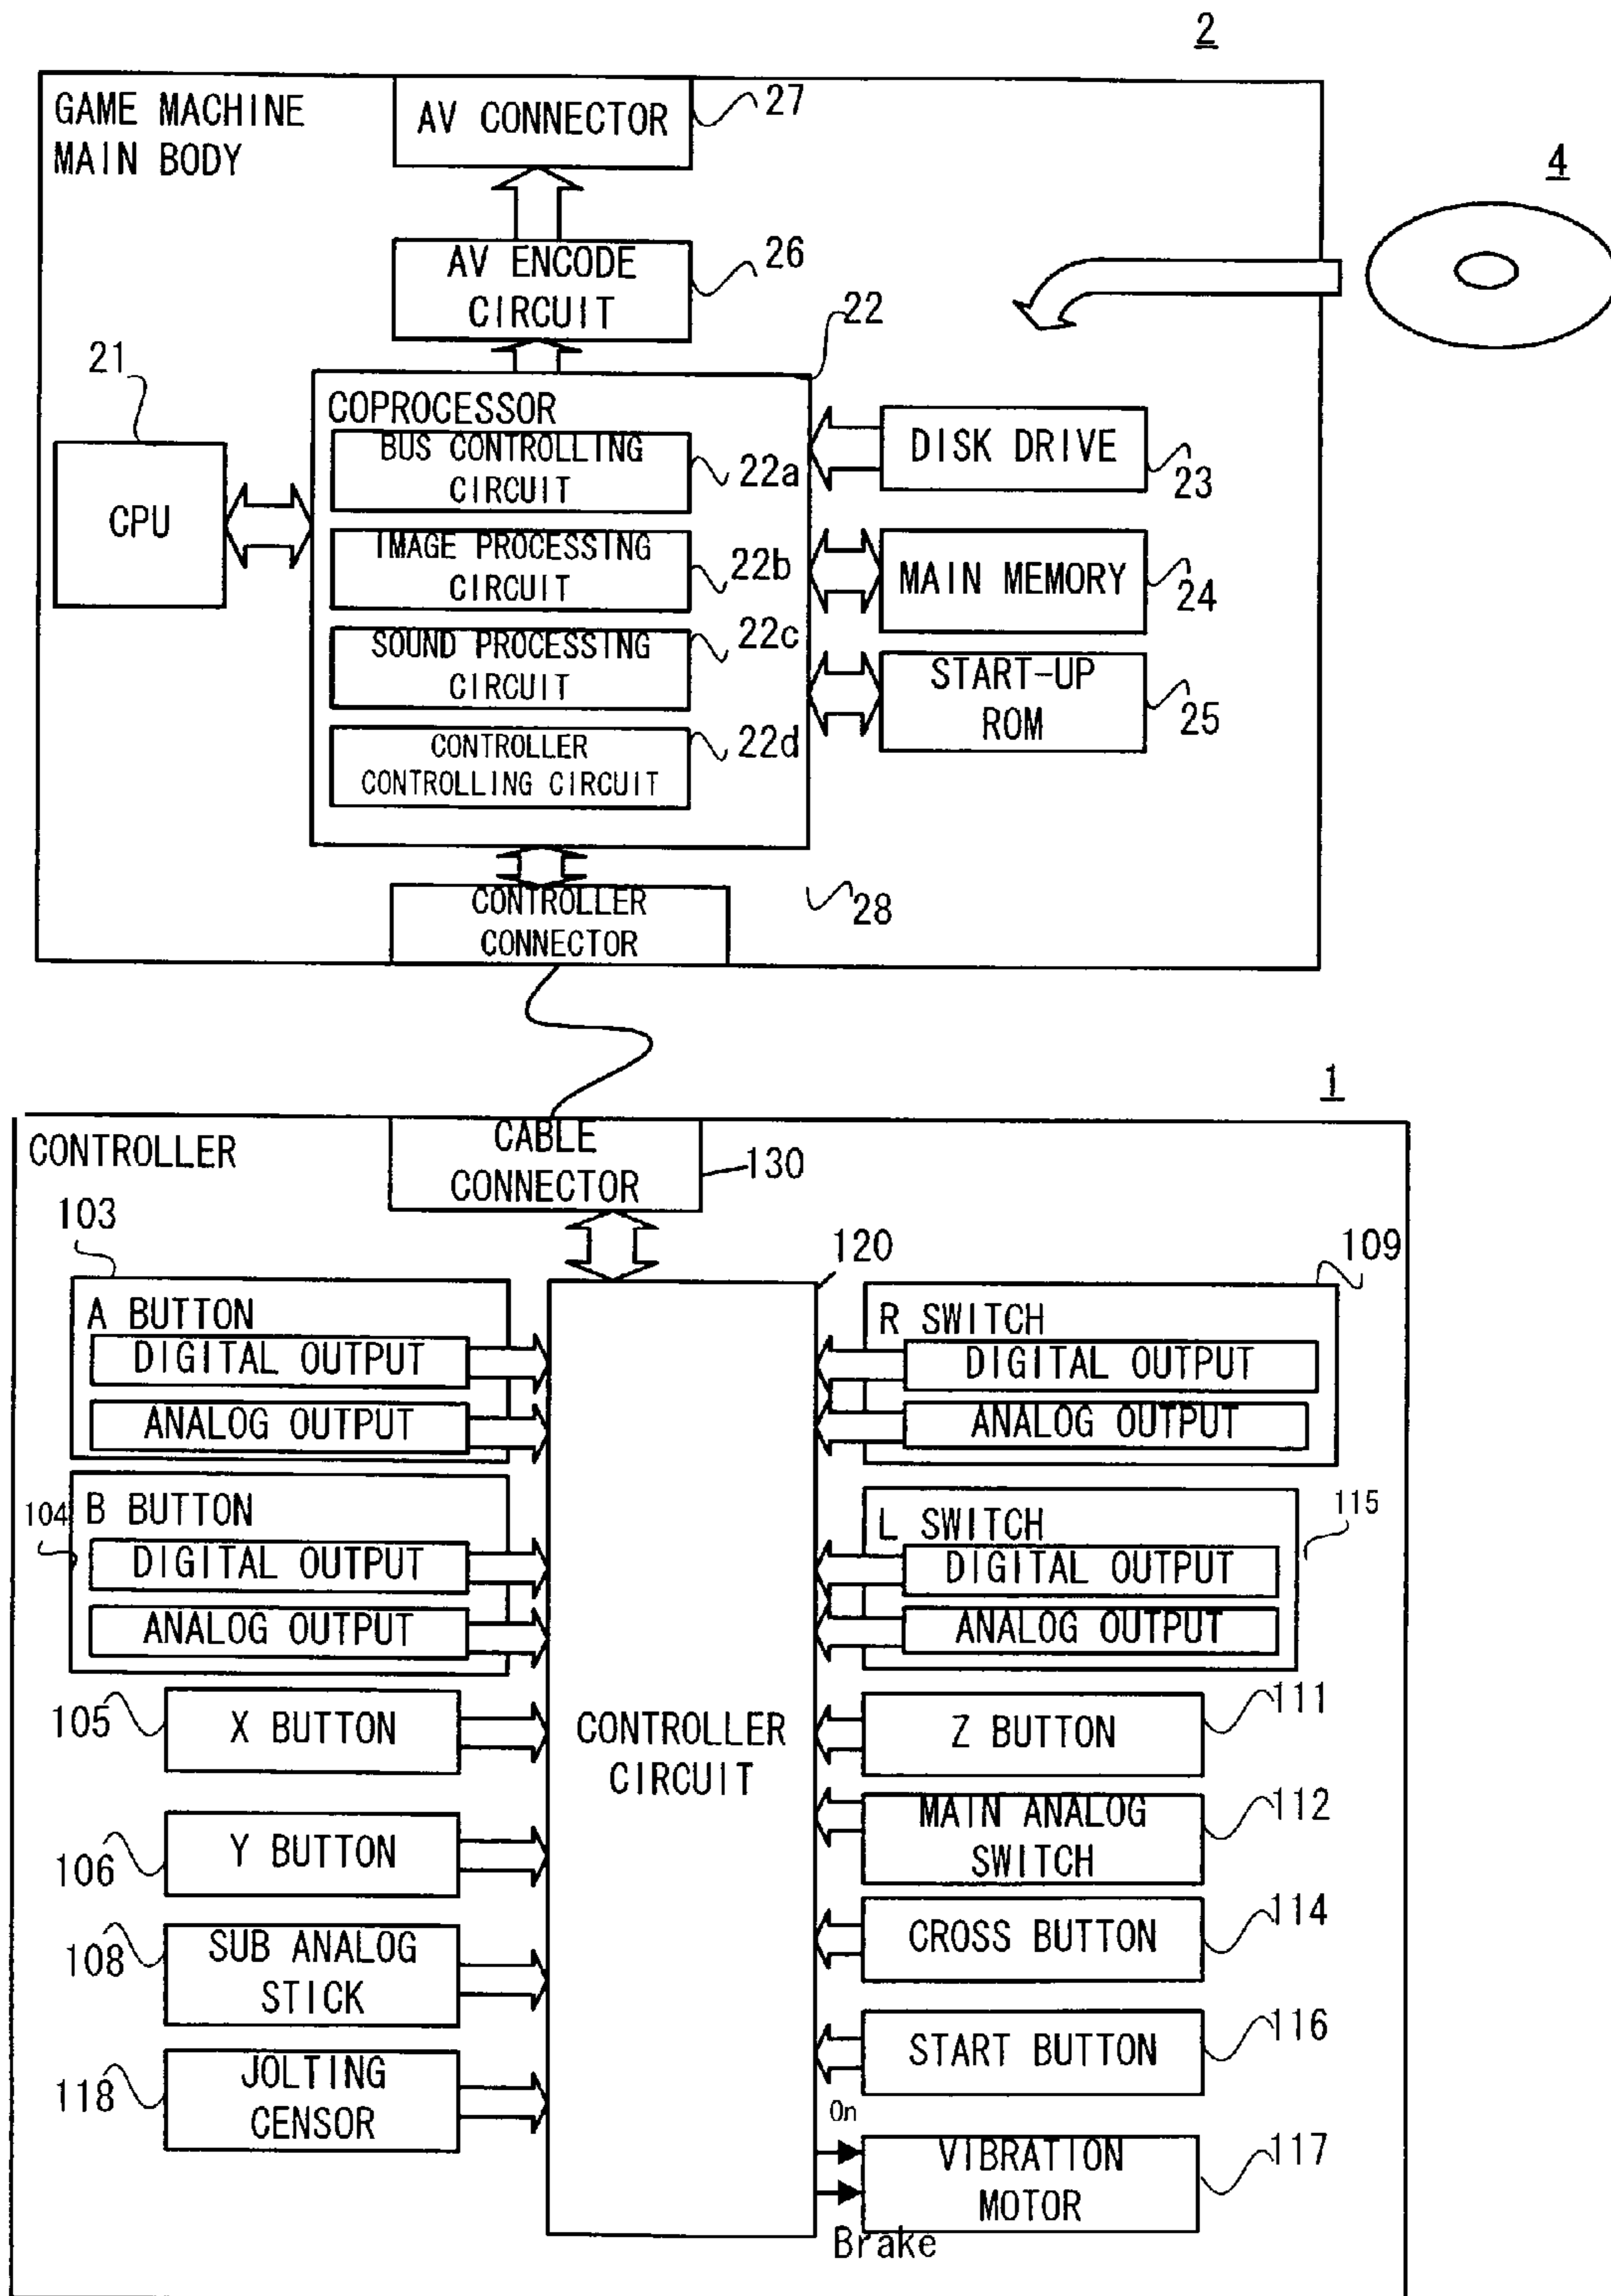 2
GAME MACHINE
MAIN BODY
AV CONNECTOR
27
4
AV ENCODE
CIRCUIT
26
22
21
COPROCESSOR
BUS CONTROLLING
CIRCUIT
22a
DISK DRIVE
23
CPU
IMAGE PROCESSING
CIRCUIT
22b
MAIN MEMORY
24
SOUND PROCESSING
CIRCUIT
22c
START-UP
ROM
25
CONTROLLER
CONTROLLING CIRCUIT
22d
CONTROLLER
CONNECTOR
28
1
CONTROLLER
CABLE
CONNECTOR
130
103
120
109
A BUTTON
DIGITAL OUTPUT
ANALOG OUTPUT
R SWITCH
DIGITAL OUTPUT
ANALOG OUTPUT
104
B BUTTON
DIGITAL OUTPUT
ANALOG OUTPUT
L SWITCH
115
DIGITAL OUTPUT
ANALOG OUTPUT
105
X BUTTON
CONTROLLER
CIRCUIT
Z BUTTON
111
106
Y BUTTON
MAIN ANALOG
SWITCH
112
108
SUB ANALOG
STICK
CROSS BUTTON
114
118
JOLTING
CENSOR
START BUTTON
116
On
VIBRATION
MOTOR
117
Brake